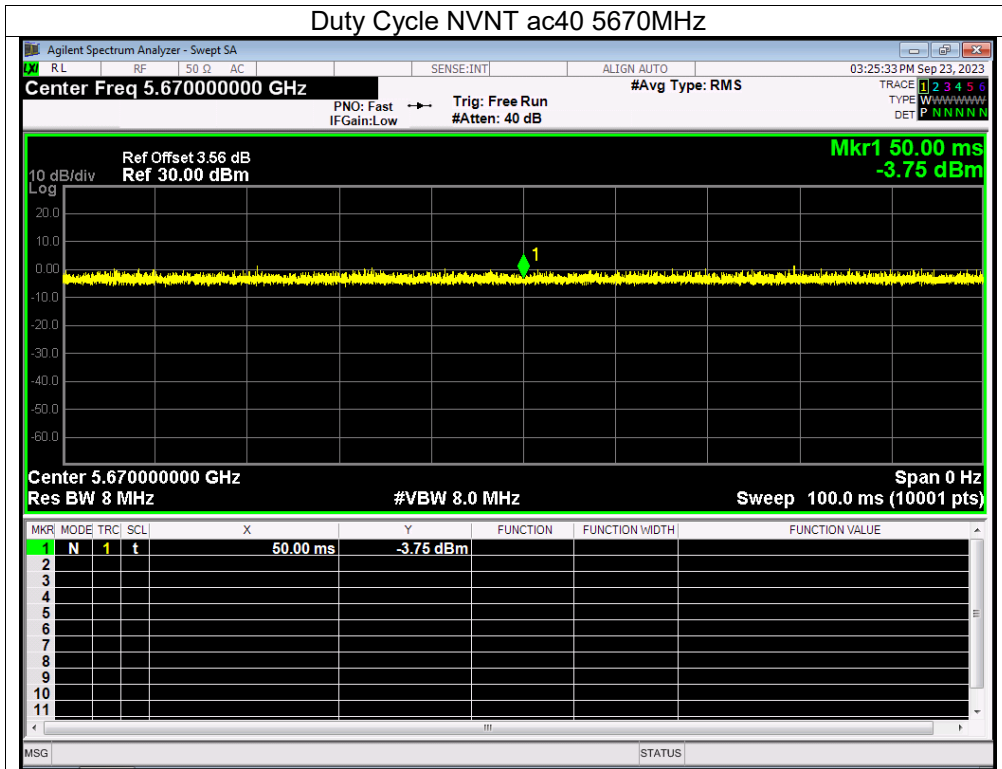 Duty Cycle NVNT ac40 5670MHz
Agilent Spectrum Analyzer - Swept SA
LXI RL RF 50 Ω AC SENSE:INT ALIGN AUTO 03:25:33 PM Sep 23, 2023
Center Freq 5.670000000 GHz #Avg Type: RMS TRACE 1 2 3 4 5 6
PNO: Fast Trig: Free Run TYPE WWWWWW
IFGain:Low #Atten: 40 dB DET P N N N N N
Mkr1 50.00 ms
Ref Offset 3.56 dB
10 dB/div Ref 30.00 dBm -3.75 dBm
Log
20.0
10.0
1
0.00
-10.0
-20.0
-30.0
-40.0
-50.0
-60.0
Center 5.670000000 GHz Span 0 Hz
Res BW 8 MHz #VBW 8.0 MHz Sweep 100.0 ms (10001 pts)
MKR MODE TRC SCL X Y FUNCTION FUNCTION WIDTH FUNCTION VALUE
1 N 1 t 50.00 ms -3.75 dBm
2
3
4
5
6
7
8
9
10
11
MSG STATUS